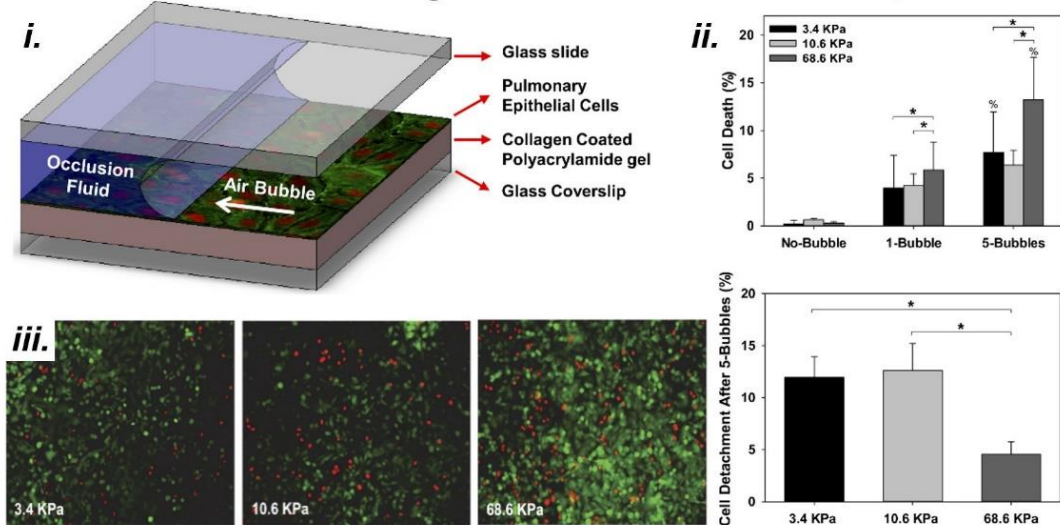 i.
Glass slide
Pulmonary
Epithelial Cells
Collagen Coated
Polyacrylamide gel
Glass Coverslip
Occlusion
Fluid
Air Bubble
ii.
3.4 KPa
10.6 KPa
68.6 KPa
Cell Death (%)
20
15
10
5
0
* * * *
% %
No-Bubble 1-Bubble 5-Bubbles
iii.
3.4 KPa 10.6 KPa 68.6 KPa
Cell Detachment After 5-Bubbles (%)
20
15
10
5
0
* *
3.4 KPa 10.6 KPa 68.6 KPa